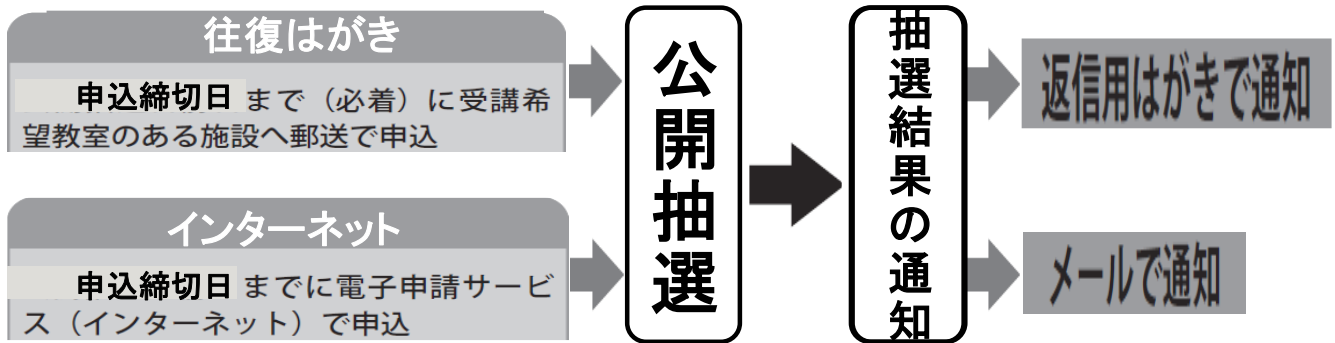 往復はがき
申込締切日まで（必着）に受講希
望教室のある施設へ郵送で申込
インターネット
申込締切日までに電子申請サービ
ス（インターネット）で申込
公開抽選
抽選結果の通知
返信用はがきで通知
メールで通知